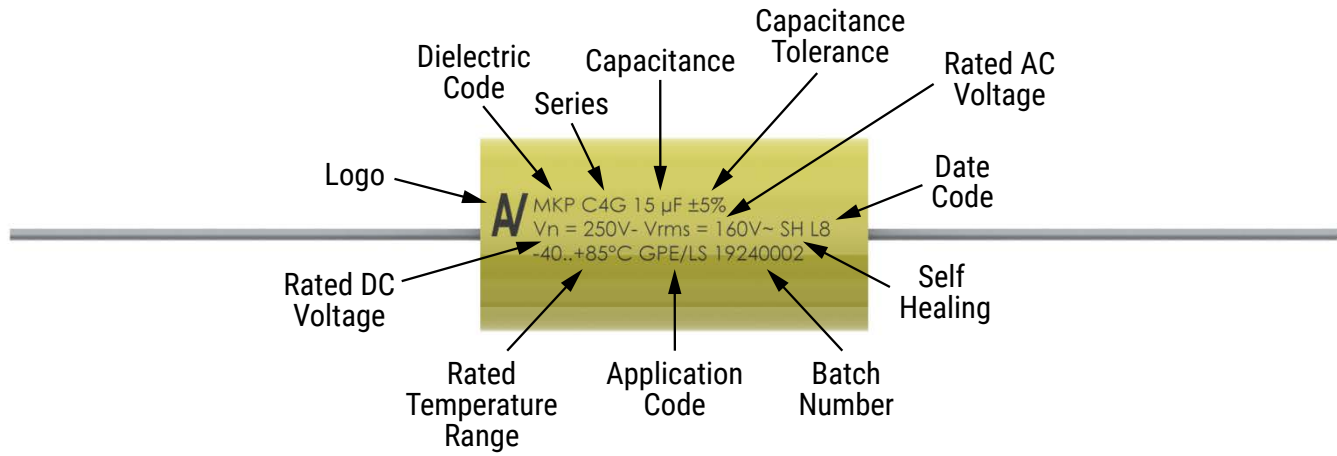 Capacitance
Tolerance
Dielectric
Code
Capacitance
Rated AC
Voltage
Series
Logo
Date
Code
MKP C4G 15 µF ±5%
Vn = 250V- Vrms = 160V~ SH L8
-40..+85°C GPE/LS 19240002
Rated DC
Voltage
Self
Healing
Rated
Temperature
Range
Application
Code
Batch
Number